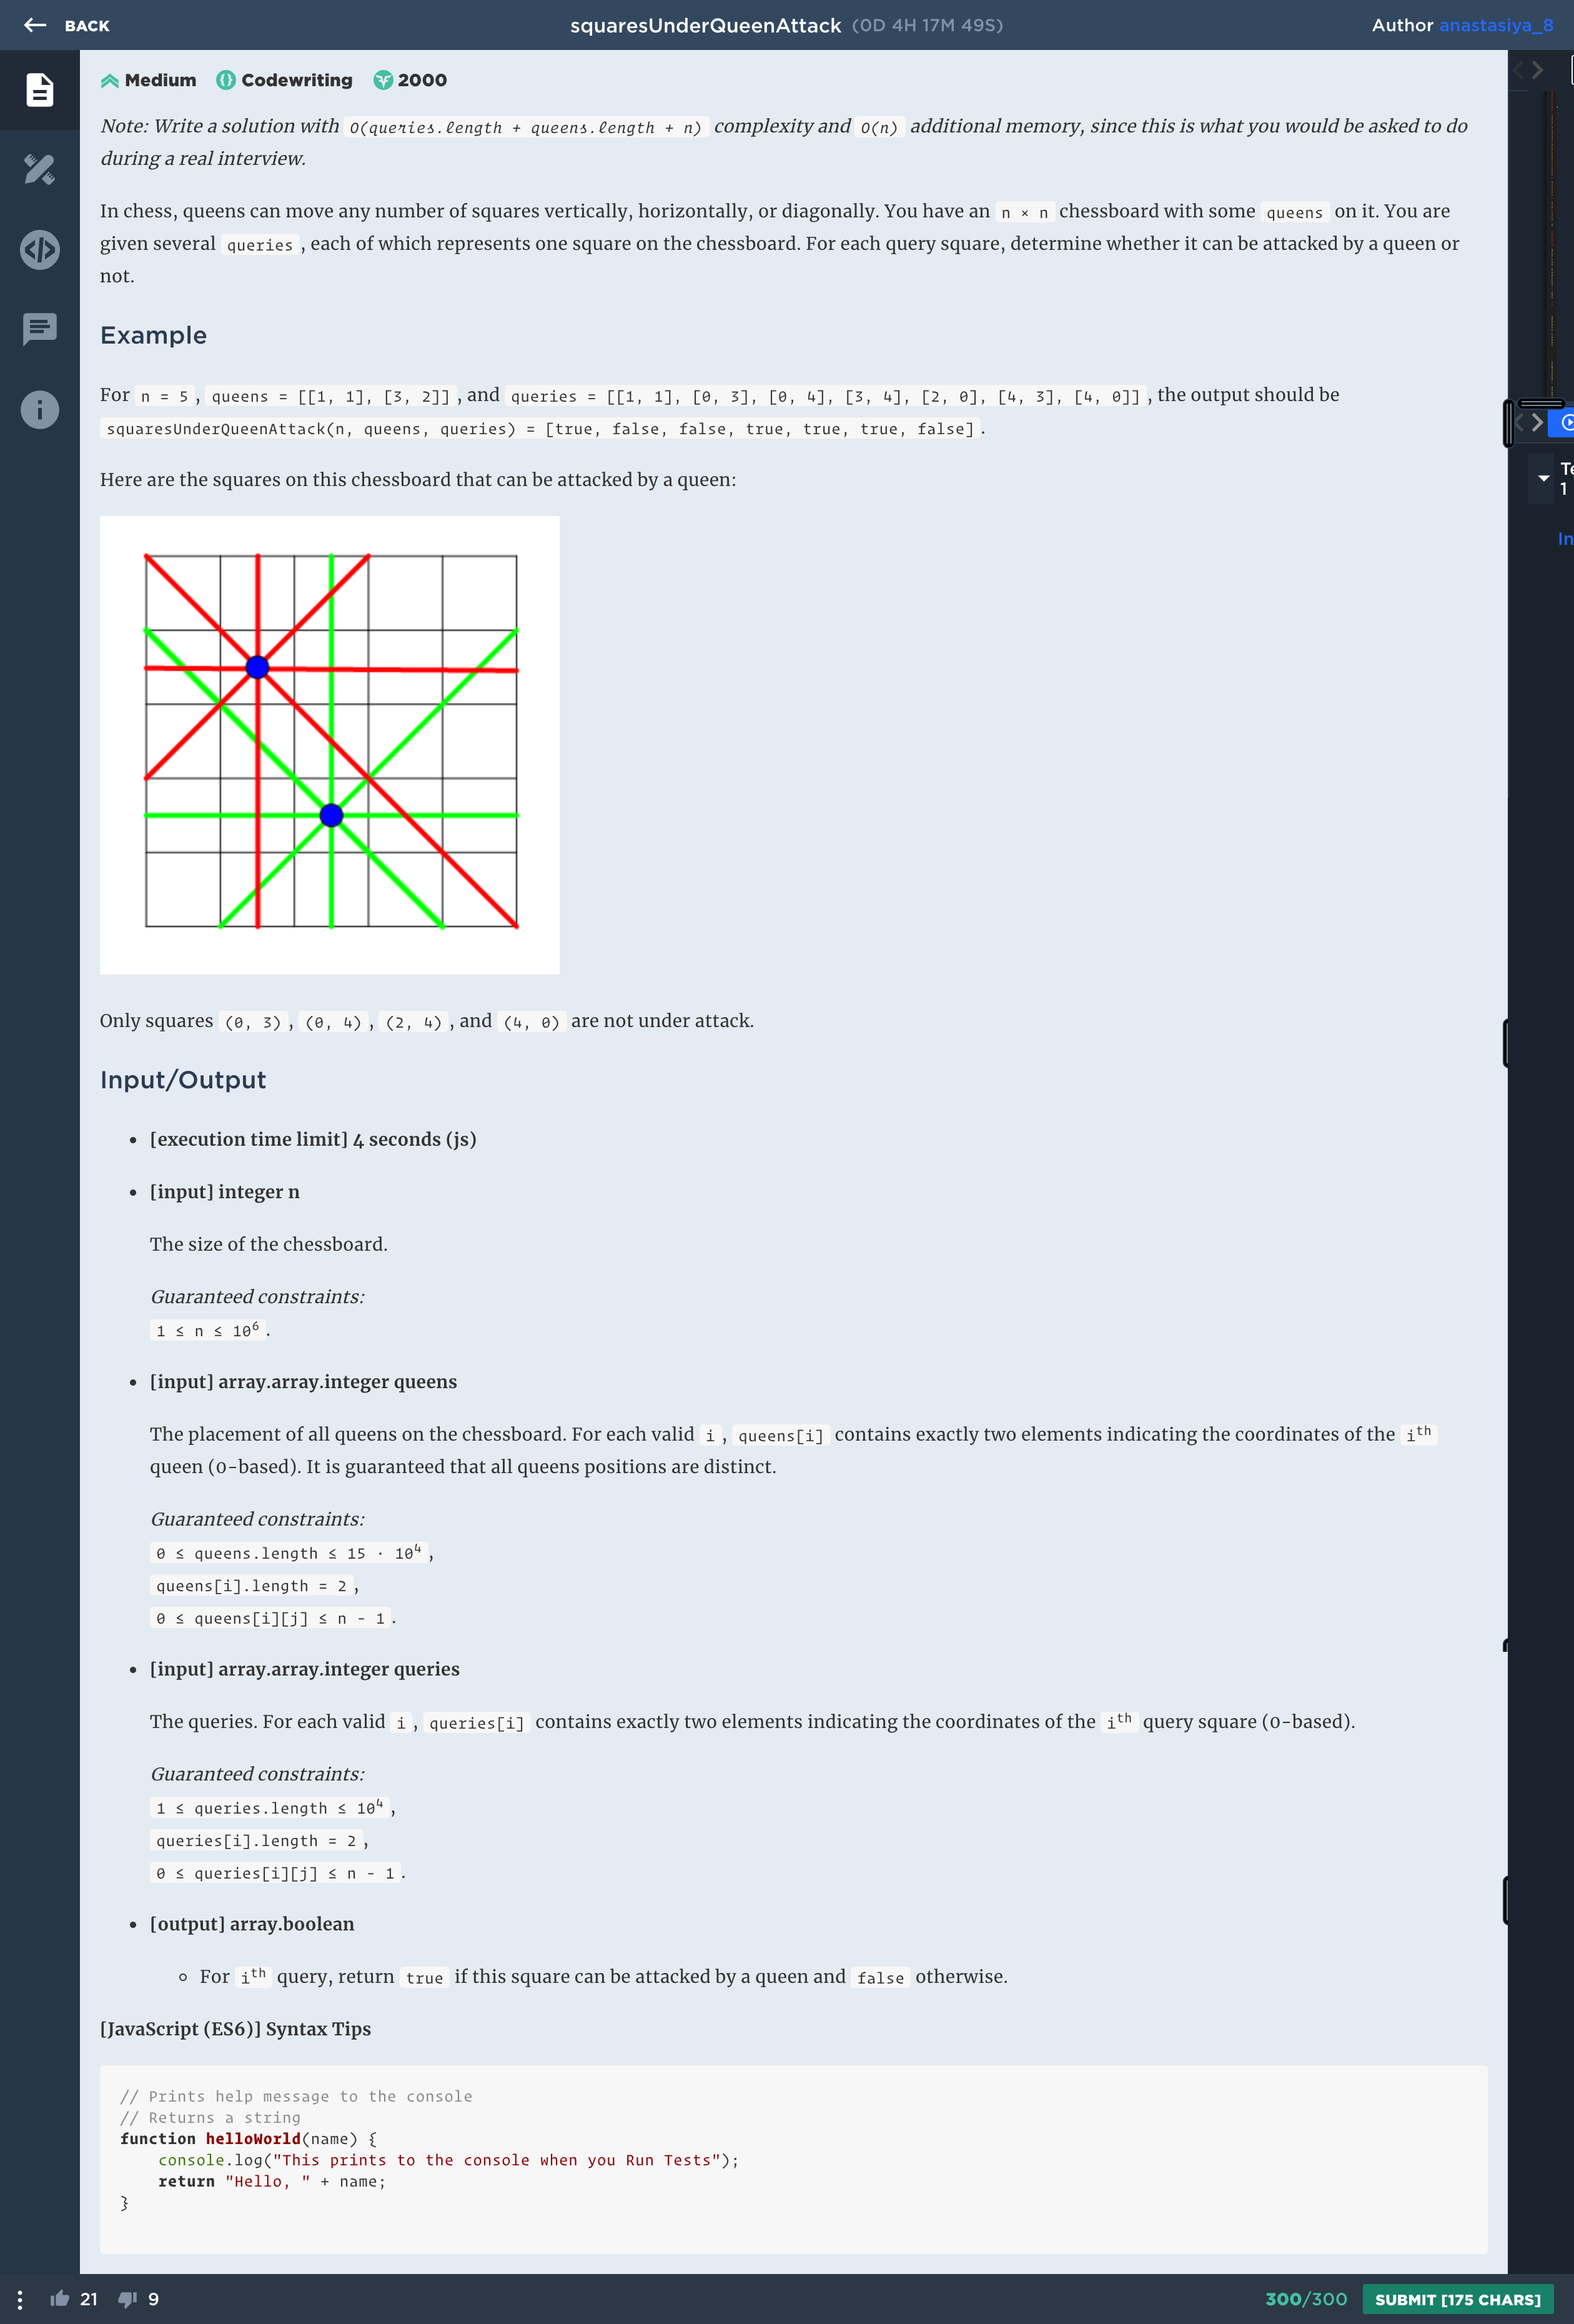 BACK
squaresUnderQueenAttack (0D 4H 17M 49S)
Author anastasiya_8
Medium Codewriting 2000
Note: Write a solution with O(queries.length + queens.length + n) complexity and O(n) additional memory, since this is what you would be asked to do
during a real interview.
In chess, queens can move any number of squares vertically, horizontally, or diagonally. You have an n × n chessboard with some queens on it. You are
given several queries, each of which represents one square on the chessboard. For each query square, determine whether it can be attacked by a queen or
not.
Example
For n = 5, queens = [[1, 1], [3, 2]], and queries = [[1, 1], [0, 3], [0, 4], [3, 4], [2, 0], [4, 3], [4, 0]], the output should be
squaresUnderQueenAttack(n, queens, queries) = [true, false, false, true, true, true, false].
Here are the squares on this chessboard that can be attacked by a queen:
Only squares (0, 3), (0, 4), (2, 4), and (4, 0) are not under attack.
Input/Output
• [execution time limit] 4 seconds (js)
• [input] integer n
The size of the chessboard.
Guaranteed constraints:
1 ≤ n ≤ 10⁶.
• [input] array.array.integer queens
The placement of all queens on the chessboard. For each valid i, queens[i] contains exactly two elements indicating the coordinates of the iᵗʰ
queen (0-based). It is guaranteed that all queens positions are distinct.
Guaranteed constraints:
0 ≤ queens.length ≤ 15 · 10⁴,
queens[i].length = 2,
0 ≤ queens[i][j] ≤ n - 1.
• [input] array.array.integer queries
The queries. For each valid i, queries[i] contains exactly two elements indicating the coordinates of the iᵗʰ query square (0-based).
Guaranteed constraints:
1 ≤ queries.length ≤ 10⁴,
queries[i].length = 2,
0 ≤ queries[i][j] ≤ n - 1.
• [output] array.boolean
◦ For iᵗʰ query, return true if this square can be attacked by a queen and false otherwise.
[JavaScript (ES6)] Syntax Tips
// Prints help message to the console
// Returns a string
function helloWorld(name) {
console.log("This prints to the console when you Run Tests");
return "Hello, " + name;
}
Te
1
In
21 9
300/300
SUBMIT [175 CHARS]